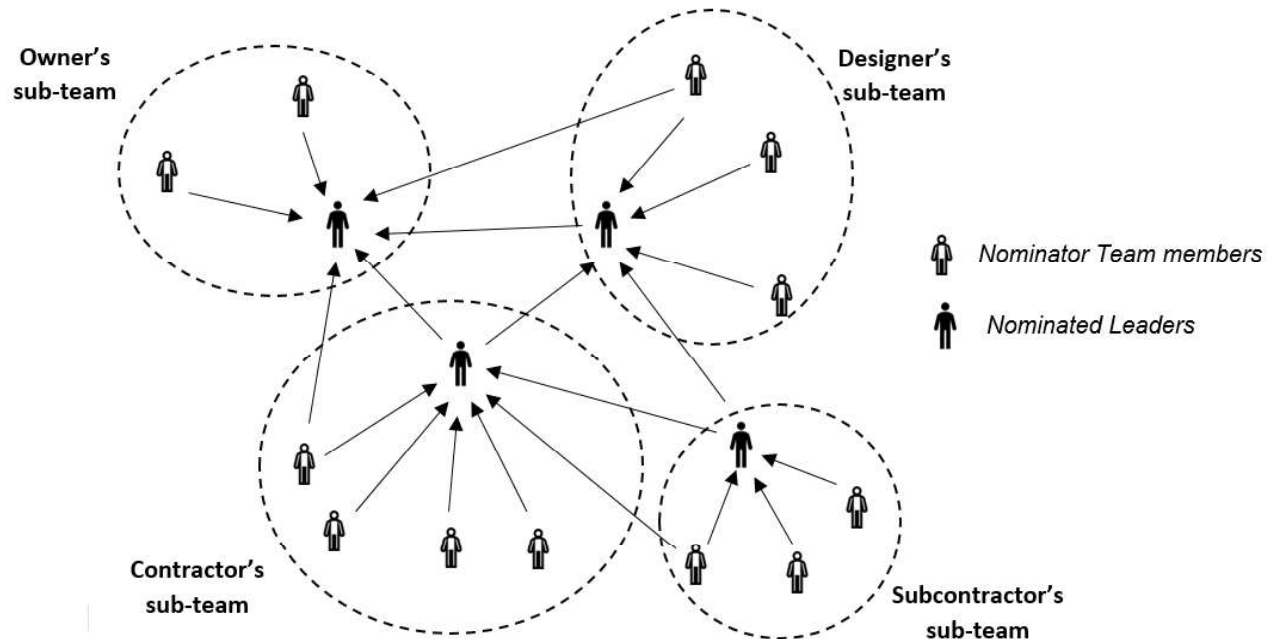 Owner’s
sub-team
Designer’s
sub-team
Nominator Team members
Nominated Leaders
Contractor’s
sub-team
Subcontractor’s
sub-team